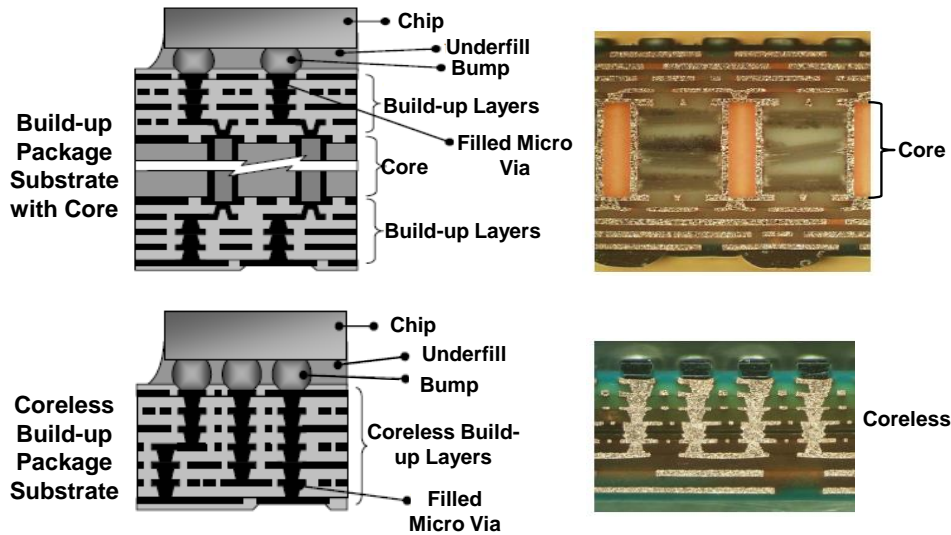 Build-up
Package
Substrate
with Core
Chip
Underfill
Bump
Build-up Layers
Filled Micro
Via
Core
Build-up Layers
Core
Coreless
Build-up
Package
Substrate
Chip
Underfill
Bump
Coreless Build-
up Layers
Filled
Micro Via
Coreless